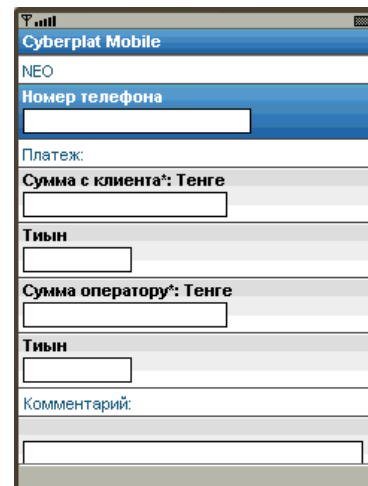 Cyberplat Mobile
NEO
Номер телефона
Платеж:
Сумма с клиента*: Тенге
Тиын
Сумма оператору*: Тенге
Тиын
Комментарий: